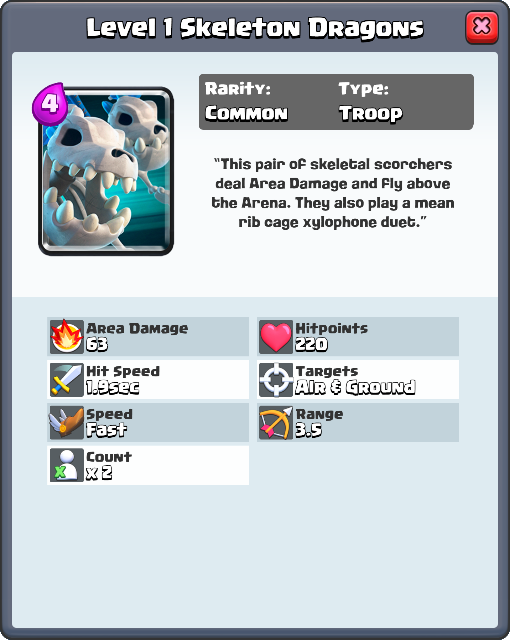 Level 1 Skeleton Dragons
4
Rarity: Type:
Common Troop
"This pair of skeletal scorchers
deal Area Damage and fly above
the Arena. They also play a mean
rib cage xylophone duet."
Area Damage
63
Hitpoints
220
Hit Speed
1.9sec
Targets
Air & Ground
Speed
Fast
Range
3.5
Count
x 2